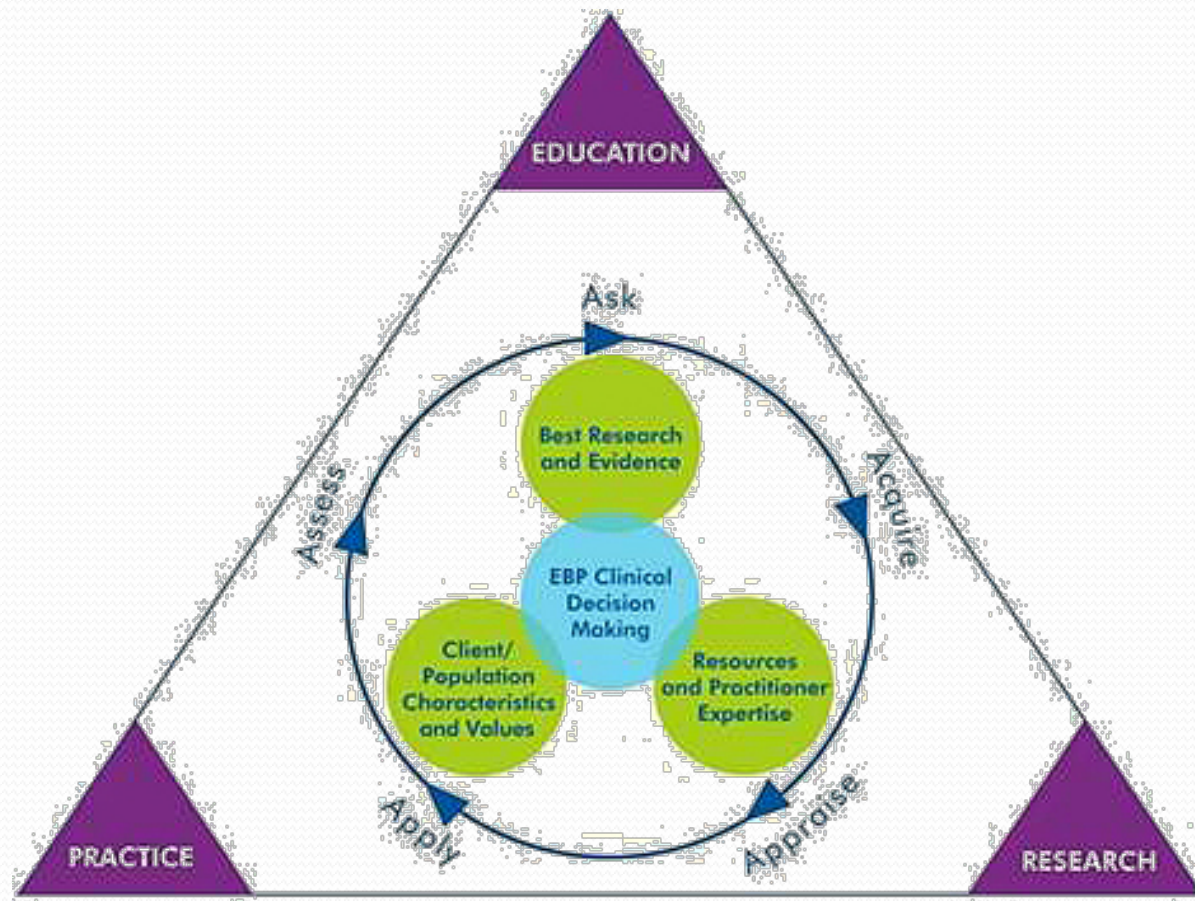 EDUCATION
Ask
Best Research
and Evidence
Assess
Acquire
EBP Clinical
Decision
Making
Client/
Population
Characteristics
and Values
Resources
and Practitioner
Expertise
Apply
Appraise
PRACTICE
RESEARCH